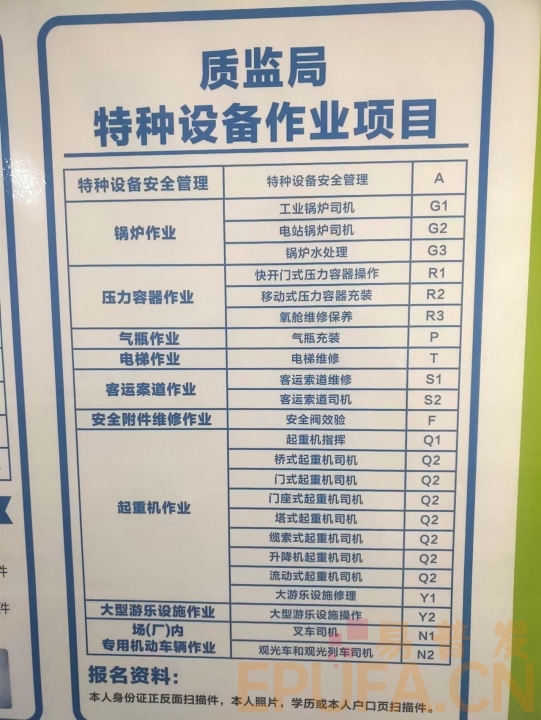 质监局
特种设备作业项目
特种设备安全管理 特种设备安全管理 A
锅炉作业 工业锅炉司机 G1
电站锅炉司机 G2
锅炉水处理 G3
压力容器作业 快开门式压力容器操作 R1
移动式压力容器充装 R2
氧舱维修保养 R3
气瓶作业 气瓶充装 P
电梯作业 电梯维修 T
客运索道作业 客运索道维修 S1
客运索道司机 S2
安全附件维修作业 安全阀效验 F
起重机作业 起重机指挥 Q1
桥式起重机司机 Q2
门式起重机司机 Q2
门座式起重机司机 Q2
塔式起重机司机 Q2
缆索式起重机司机 Q2
升降机起重机司机 Q2
流动式起重机司机 Q2
大游乐设施修理 Y1
大型游乐设施作业 大型游乐设施操作 Y2
场(厂)内
专用机动车辆作业 叉车司机 N1
观光车和观光列车司机 N2
报名资料:
本人身份证正反面扫描件，本人照片，学历或本人户口页扫描件。
易普发
EPUFA.CN
件
件